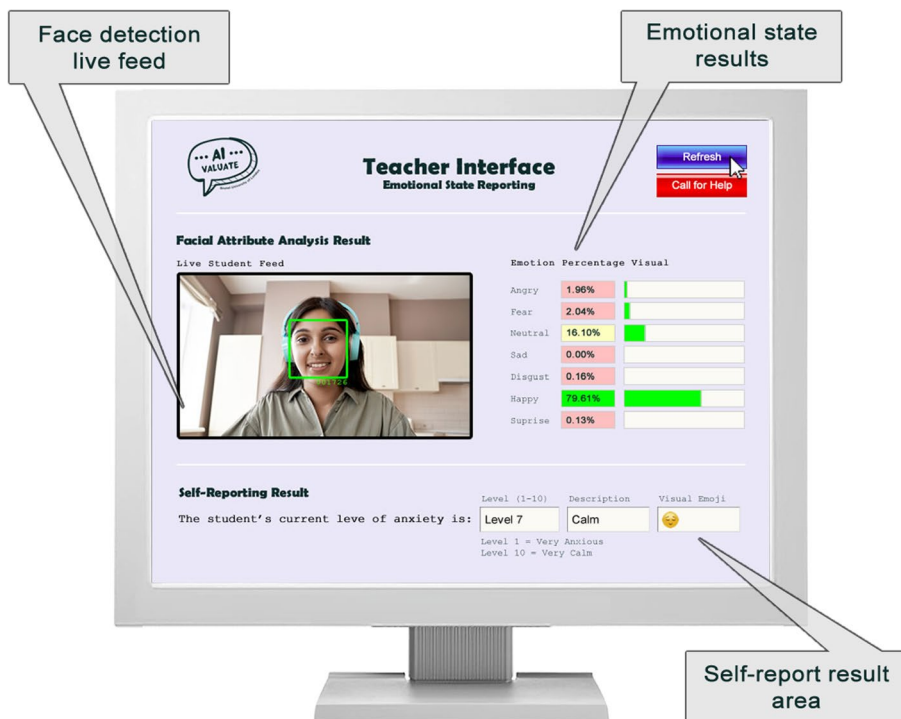 Face detection
live feed
Emotional state
results
... AI ...
VALUATE
Teacher Interface
Emotional State Reporting
Refresh
Call for Help
Facial Attribute Analysis Result
Live Student Feed
Emotion Percentage Visual
Angry 1.96%
Fear 2.04%
Neutral 16.10%
Sad 0.00%
Disgust 0.16%
Happy 79.61%
Suprise 0.13%
Self-Reporting Result
Level (1-10) Description Visual Emoji
The student's current leve of anxiety is: Level 7 Calm
Level 1 = Very Anxious
Level 10 = Very Calm
Self-report result
area